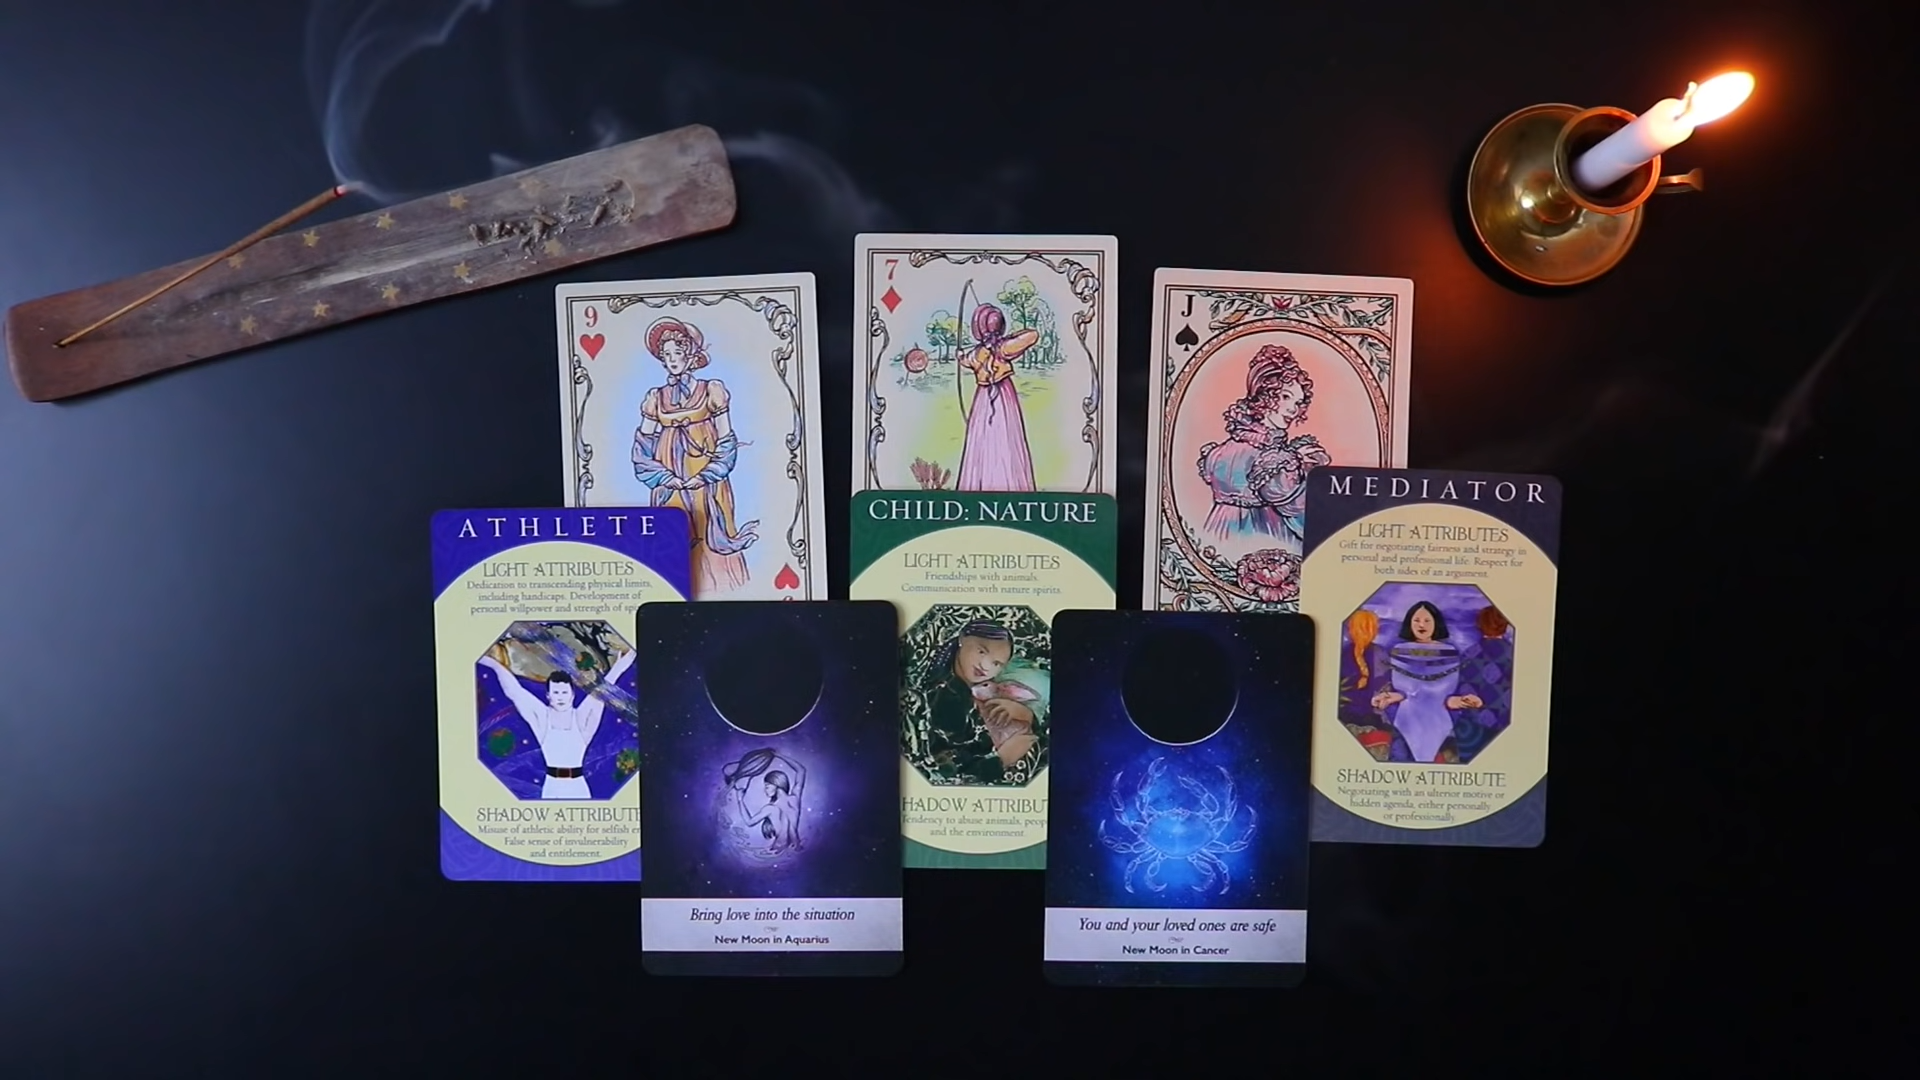 9
7
J
ATHLETE
LIGHT ATTRIBUTES
Dedication to transcending physical limits,
including handicaps. Development of
personal willpower and strength of
SHADOW ATTRIBUTE
Misuse of athletic ability for selfish
False sense of invulnerability
and entitlement.
CHILD: NATURE
LIGHT ATTRIBUTES
Friendships with animals.
Communication with nature spirits.
HADOW ATTRIBUT
Tendency to abuse animals,
and the environment
MEDIATOR
LIGHT ATTRIBUTES
Gift for negotiating fairness and strategy in
personal and professional life. Respect for
both sides of an argument.
SHADOW ATTRIBUTE
Negotiating with an ulterior motive or
hidden agenda, either personally
or professionally.
Bring love into the situation
New Moon in Aquarius
You and your loved ones are safe
New Moon in Cancer